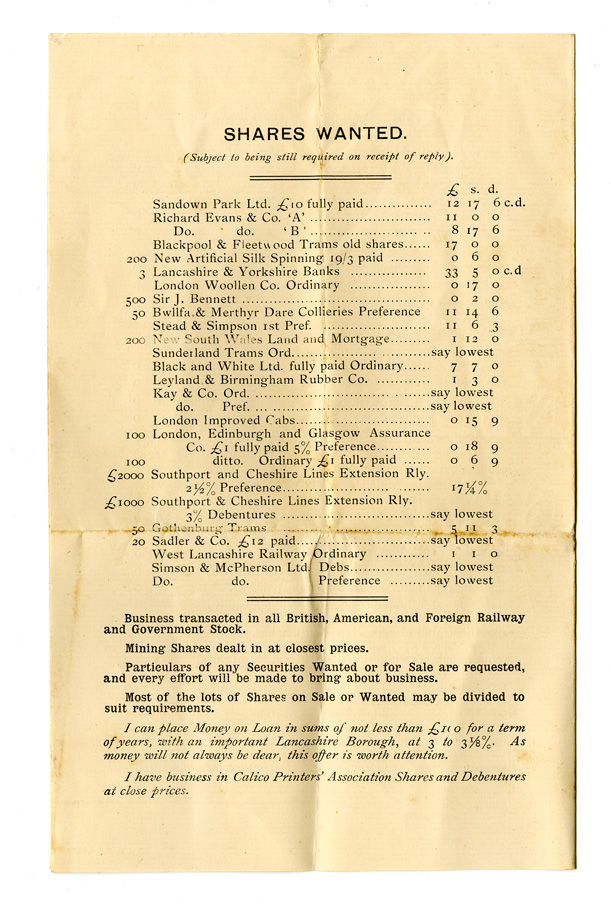 SHARES WANTED.
(Subject to being still required on receipt of reply).
£ s. d.
Sandown Park Ltd. £10 fully paid............... 12 17 6 c.d.
Richard Evans & Co. 'A' ........................... 11 0 0
Do. do. 'B' ........................... 8 17 6
Blackpool & Fleetwood Trams old shares...... 17 0 0
200 New Artificial Silk Spinning 19/3 paid ......... 0 6 0
3 Lancashire & Yorkshire Banks .................. 33 5 0 c.d
London Woollen Co. Ordinary .................. 0 17 0
500 Sir J. Bennett .......................................... 0 2 0
50 Bwllfa & Merthyr Dare Collieries Preference 11 14 6
Stead & Simpson 1st Pref. ........................ 11 6 3
200 New South Wales Land and Mortgage......... 1 12 0
Sunderland Trams Ord..............................say lowest
Black and White Ltd. fully paid Ordinary...... 7 7 0
Leyland & Birmingham Rubber Co. ............ 1 3 0
Kay & Co. Ord. .......................................say lowest
do. Pref. .......................................say lowest
London Improved Cabs.............................. 0 15 9
100 London, Edinburgh and Glasgow Assurance
Co. £1 fully paid 5% Preference............ 0 18 9
100 ditto. Ordinary £1 fully paid ...... 0 6 9
£2000 Southport and Cheshire Lines Extension Rly.
2½% Preference................................. 17¼%
£1000 Southport & Cheshire Lines Extension Rly.
3% Debentures .................................say lowest
50 Gothenburg Trams ................................. 5 11 3
20 Sadler & Co. £12 paid..............................say lowest
West Lancashire Railway Ordinary ............ 1 1 0
Simson & McPherson Ltd. Debs..................say lowest
Do. do. Preference .........say lowest
Business transacted in all British, American, and Foreign Railway
and Government Stock.
Mining Shares dealt in at closest prices.
Particulars of any Securities Wanted or for Sale are requested,
and every effort will be made to bring about business.
Most of the lots of Shares on Sale or Wanted may be divided to
suit requirements.
I can place Money on Loan in sums of not less than £100 for a term
of years, with an important Lancashire Borough, at 3 to 3⅛%. As
money will not always be dear, this offer is worth attention.
I have business in Calico Printers' Association Shares and Debentures
at close prices.